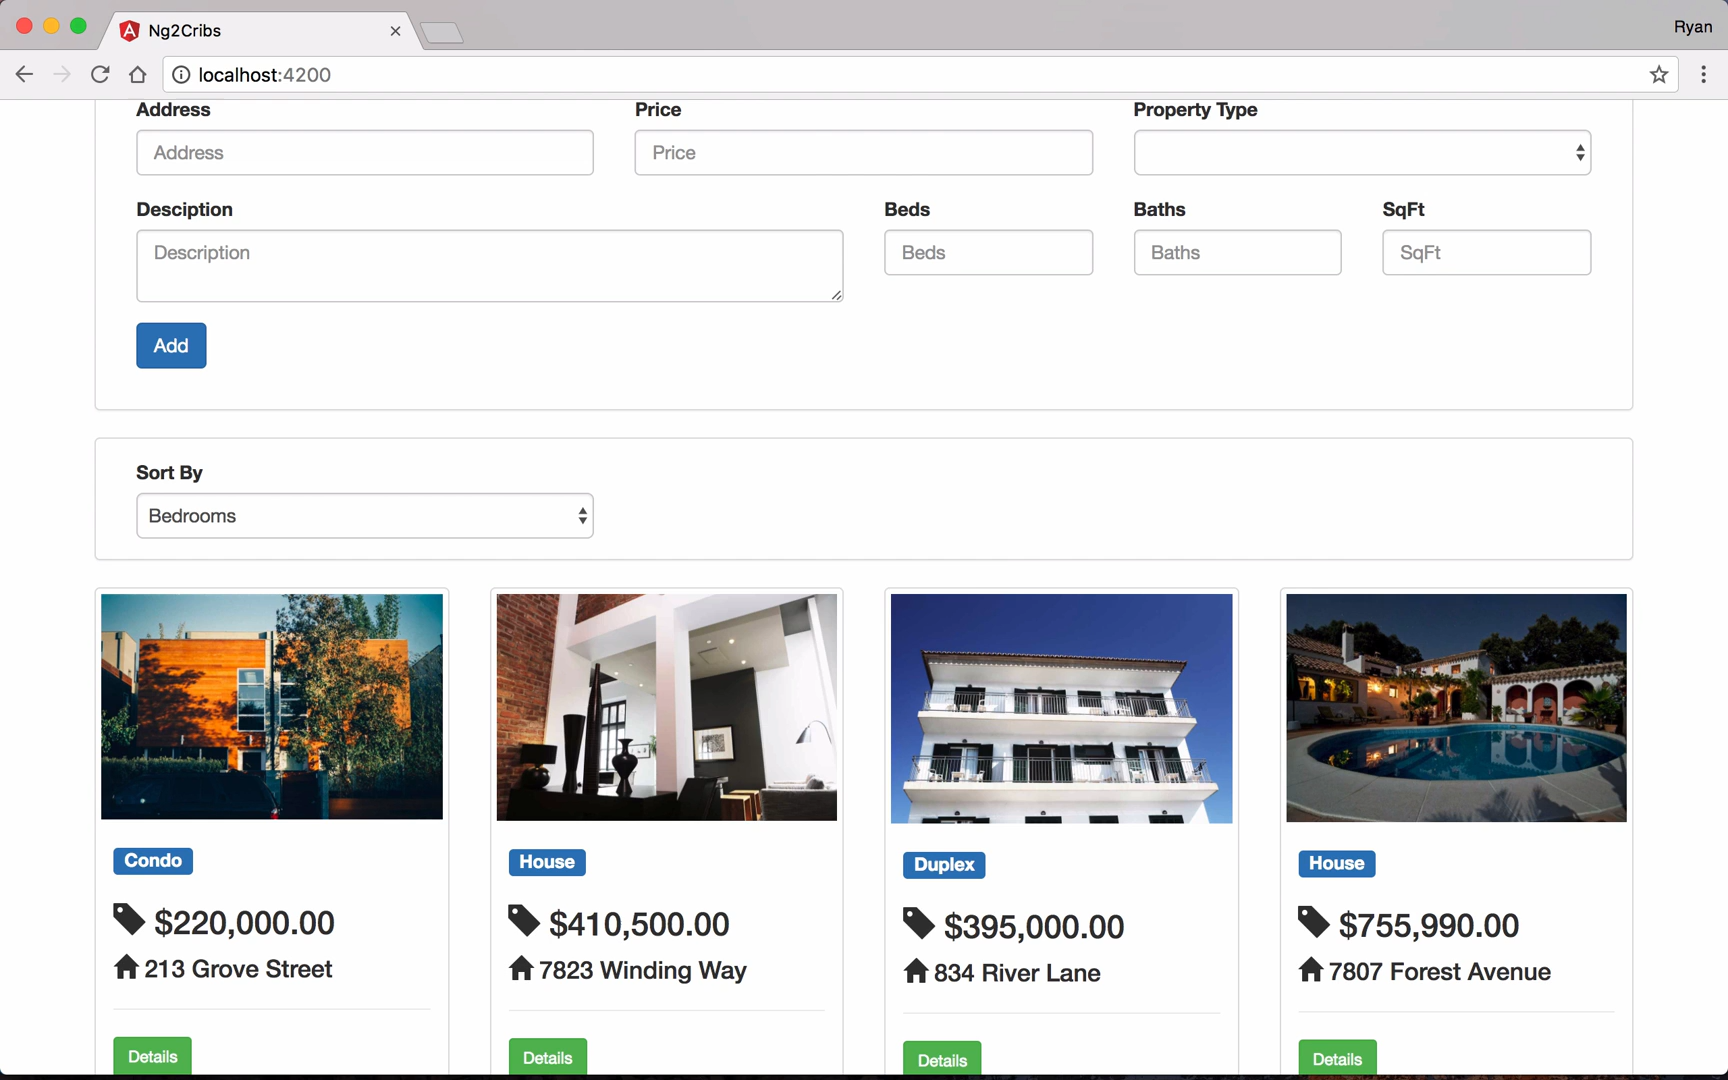 Ng2Cribs
Ryan
localhost:4200
Address Price Property Type
Address Price
Desciption Beds Baths SqFt
Description Beds Baths SqFt
Add
Sort By
Bedrooms
Condo House Duplex House
$220,000.00 $410,500.00 $395,000.00 $755,990.00
213 Grove Street 7823 Winding Way 834 River Lane 7807 Forest Avenue
Details Details Details Details